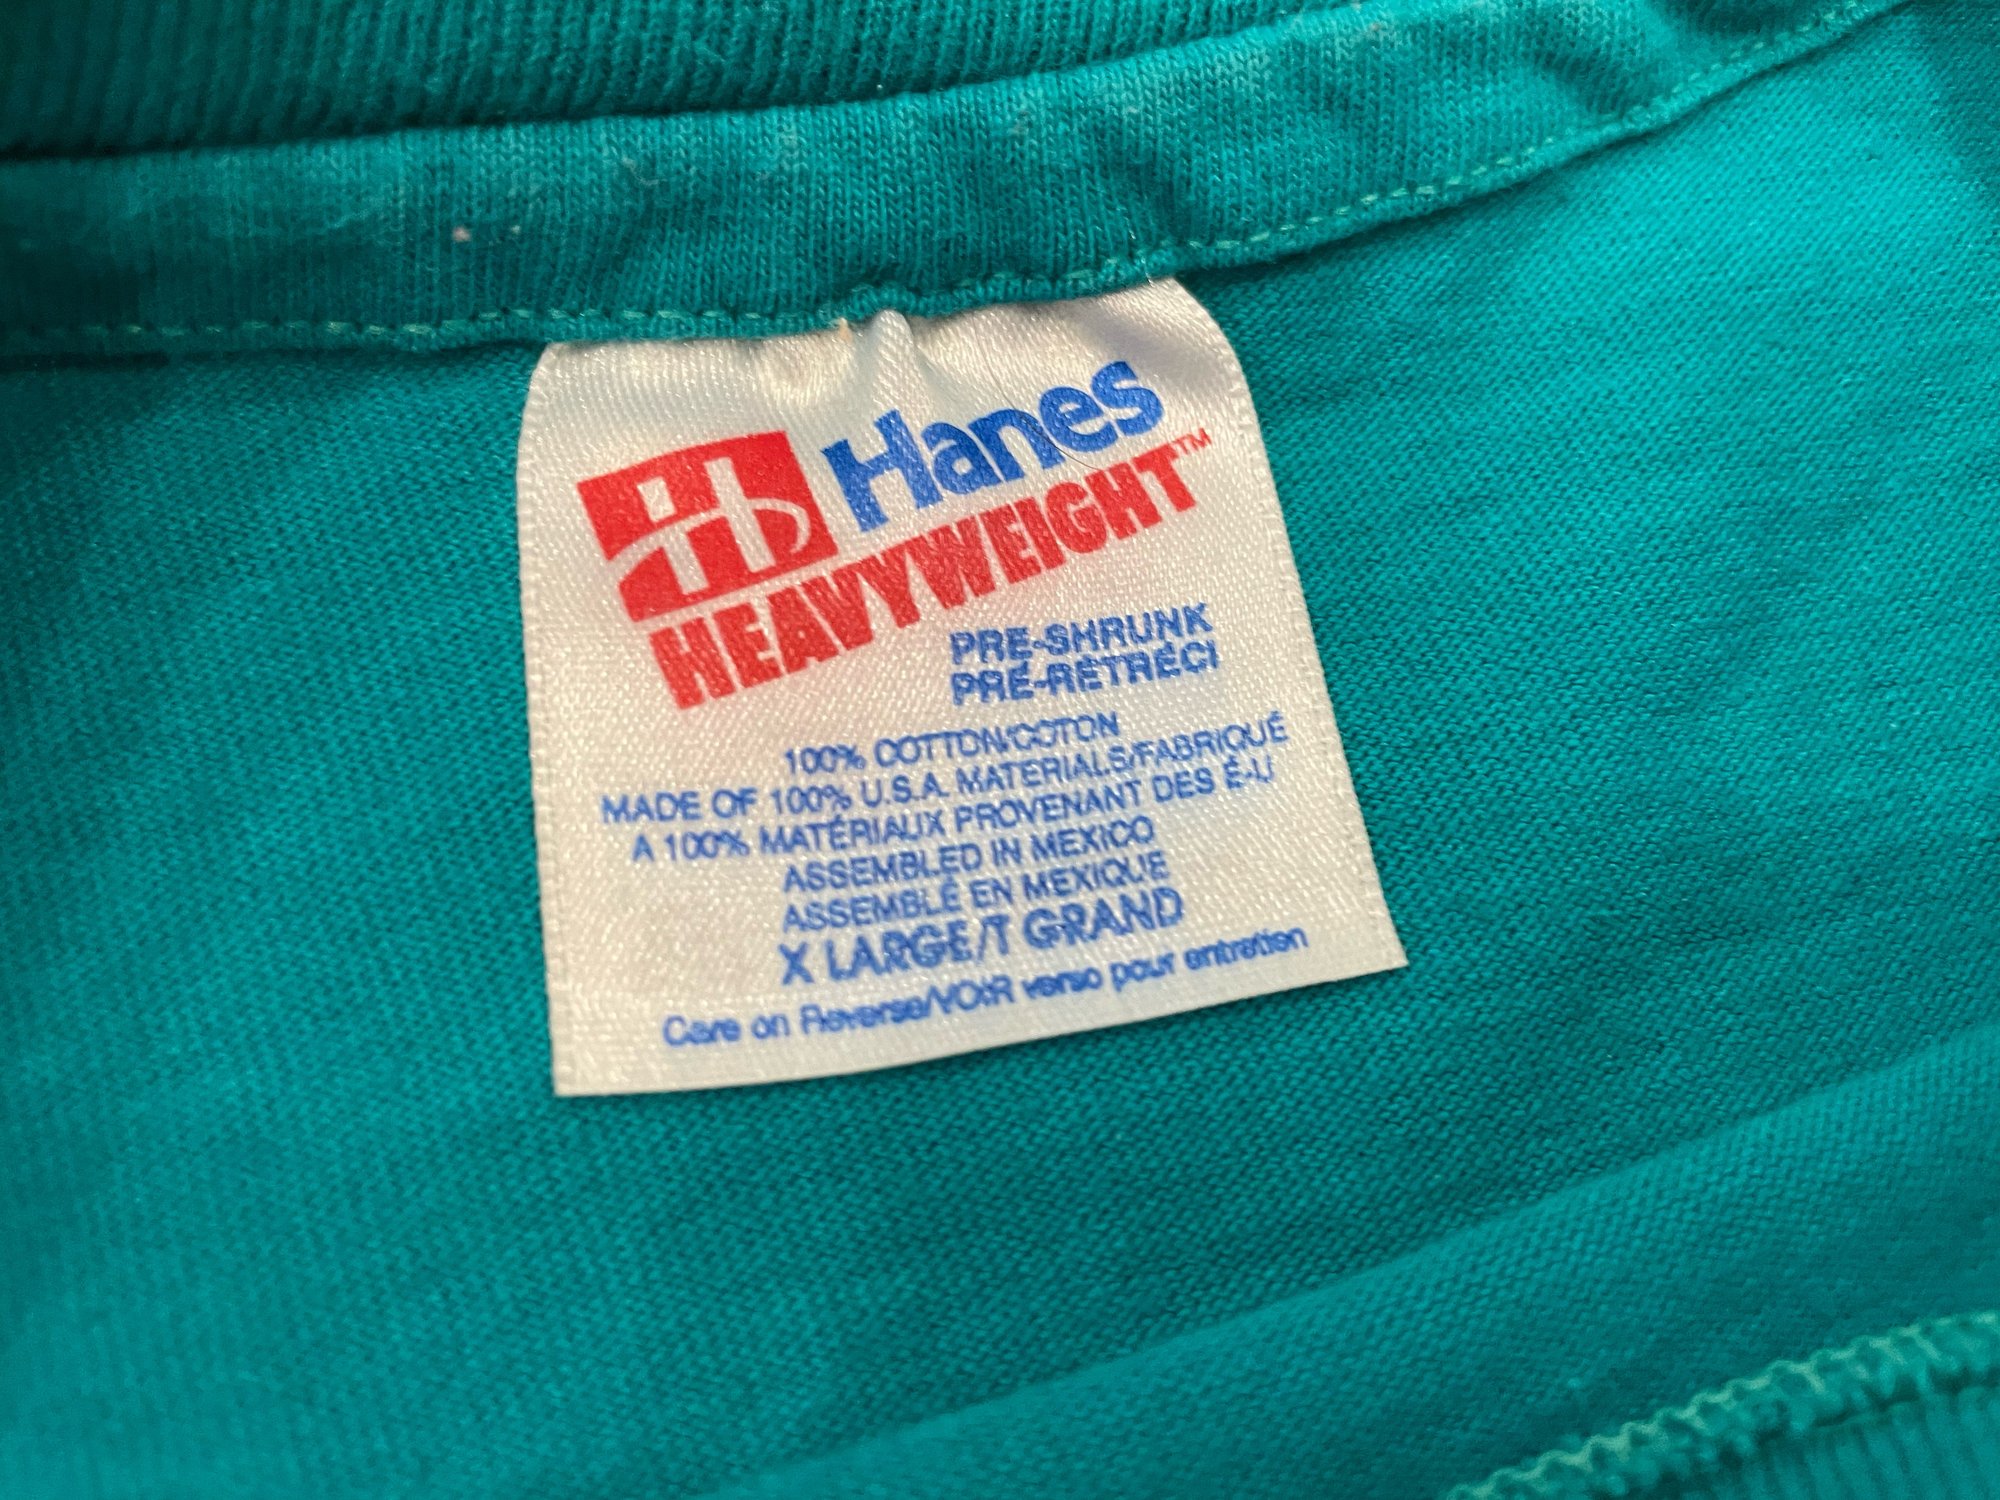 Hanes
HEAVYWEIGHT™
PRE-SHRUNK
PRÉ-RÉTRÉCI
100% COTTON/COTON
MADE OF 100% U.S.A. MATERIALS/FABRIQUÉ
A 100% MATÉRIAUX PROVENANT DES É-U
ASSEMBLED IN MEXICO
ASSEMBLÉ EN MEXIQUE
X LARGE/T GRAND
Care on Reverse/VOIR verso pour entretien